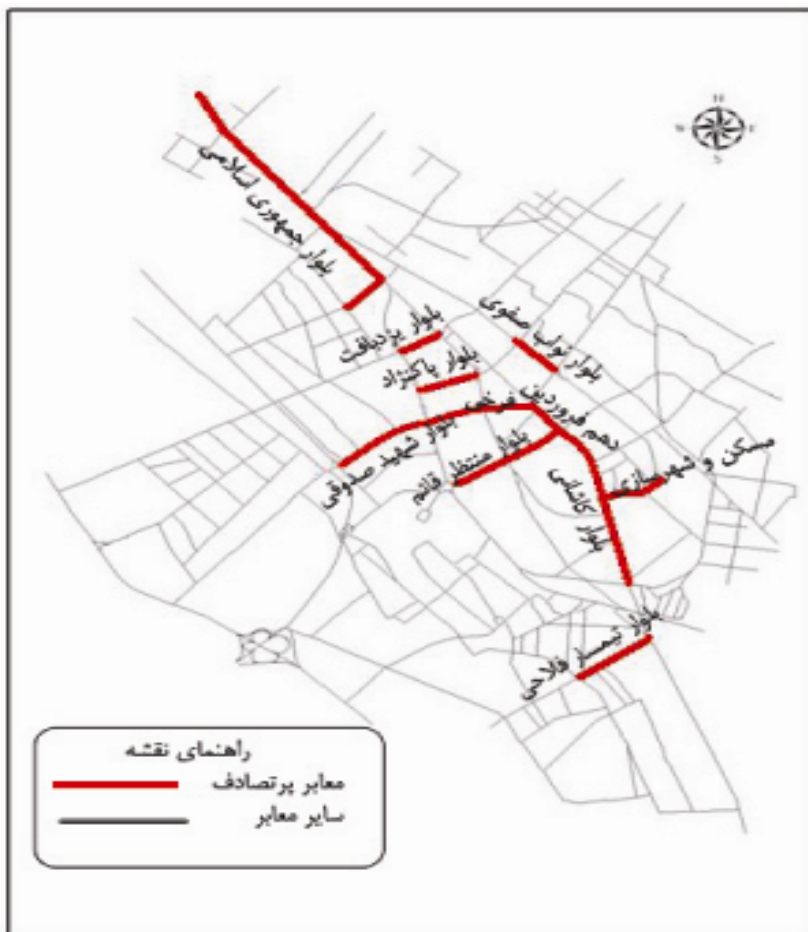 N
W E
S
بلوار جمهوری اسلامی
بلوار یزدبافت
بلوار نواب صفوی
بلوار پاکنژاد
دهم فروردین
فرخی
بلوار شهید صدوقی
بلوار منتظر قائم
مسکن و شهرسازی
بلوار کاشانی
بلوار تیمسار فلاحی
راهنمای نقشه
معابر پرتصادف
سایر معابر